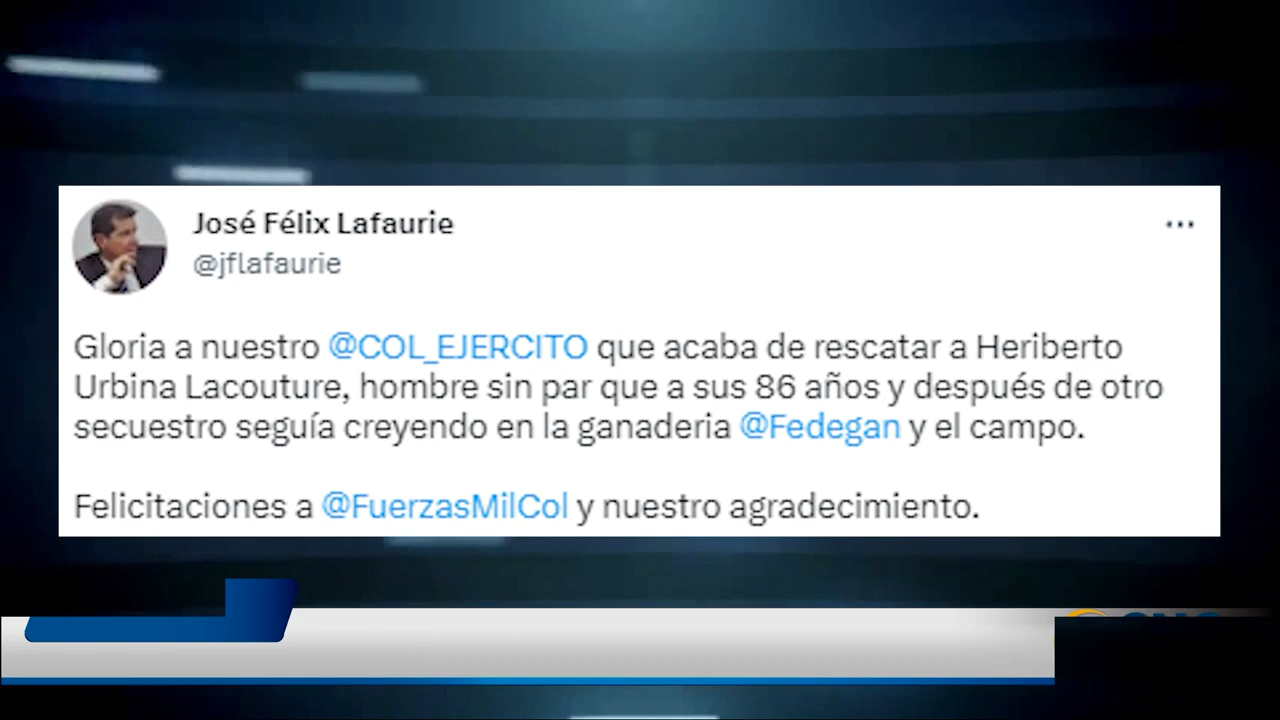 José Félix Lafaurie
@jflafaurie
Gloria a nuestro @COL_EJERCITO que acaba de rescatar a Heriberto
Urbina Lacouture, hombre sin par que a sus 86 años y después de otro
secuestro seguía creyendo en la ganaderia @Fedegan y el campo.
Felicitaciones a @FuerzasMilCol y nuestro agradecimiento.